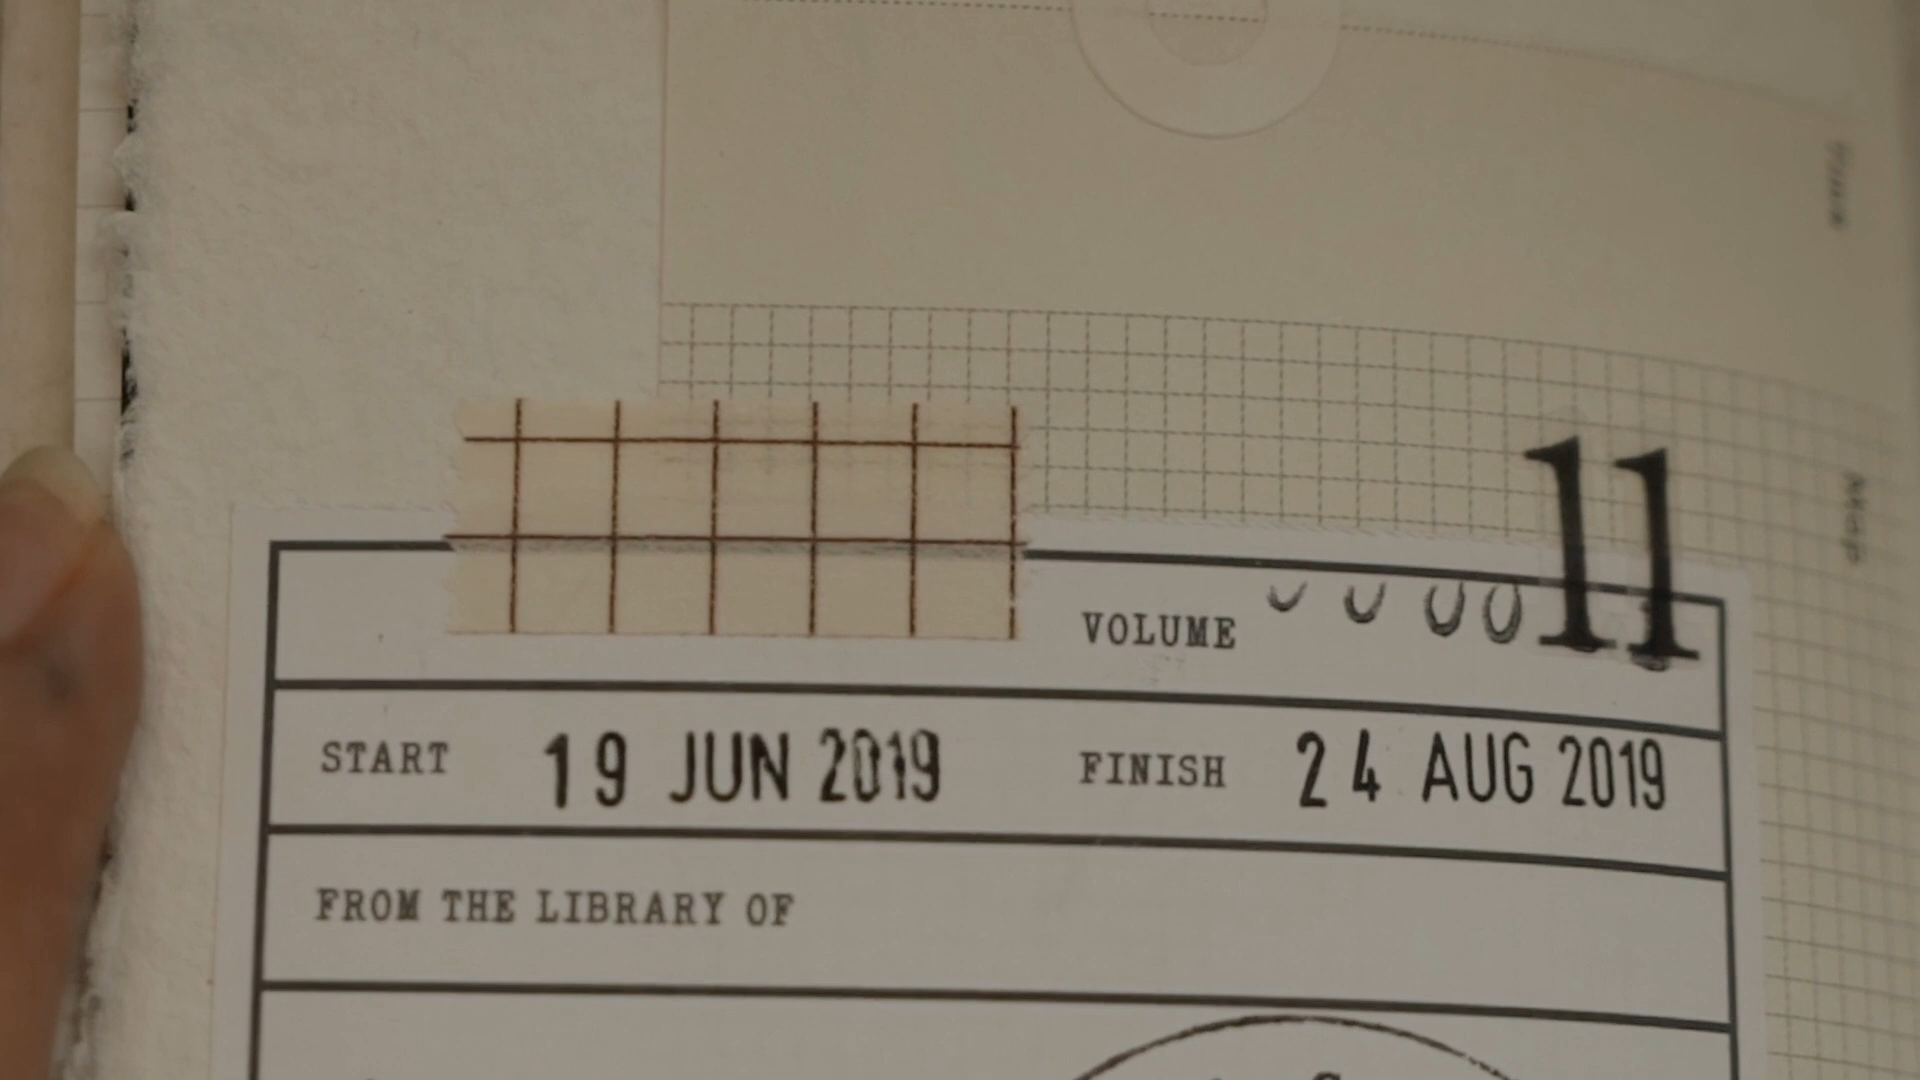 11
VOLUME
START 19 JUN 2019 FINISH 24 AUG 2019
FROM THE LIBRARY OF